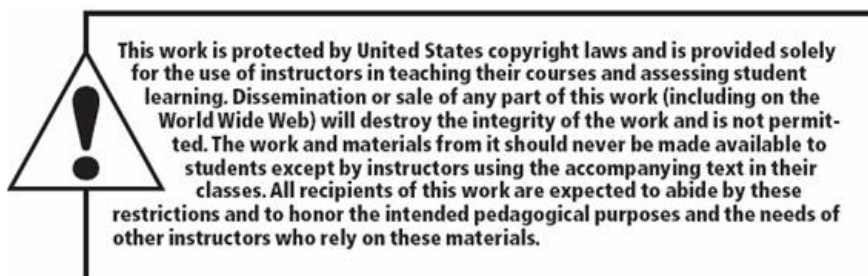 This work is protected by United States copyright laws and is provided solely
for the use of instructors in teaching their courses and assessing student
learning. Dissemination or sale of any part of this work (including on the
World Wide Web) will destroy the integrity of the work and is not permit-
ted. The work and materials from it should never be made available to
students except by instructors using the accompanying text in their
classes. All recipients of this work are expected to abide by these
restrictions and to honor the intended pedagogical purposes and the needs of
other instructors who rely on these materials.